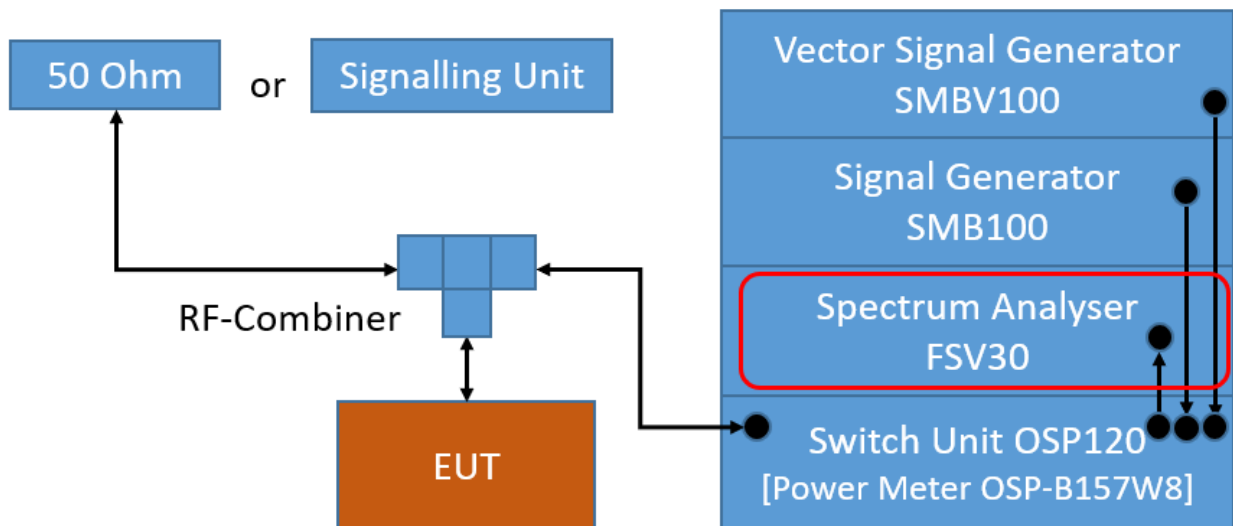 50 Ohm
or
Signalling Unit
RF-Combiner
EUT
Vector Signal Generator
SMBV100
Signal Generator
SMB100
Spectrum Analyser
FSV30
Switch Unit OSP120
[Power Meter OSP-B157W8]